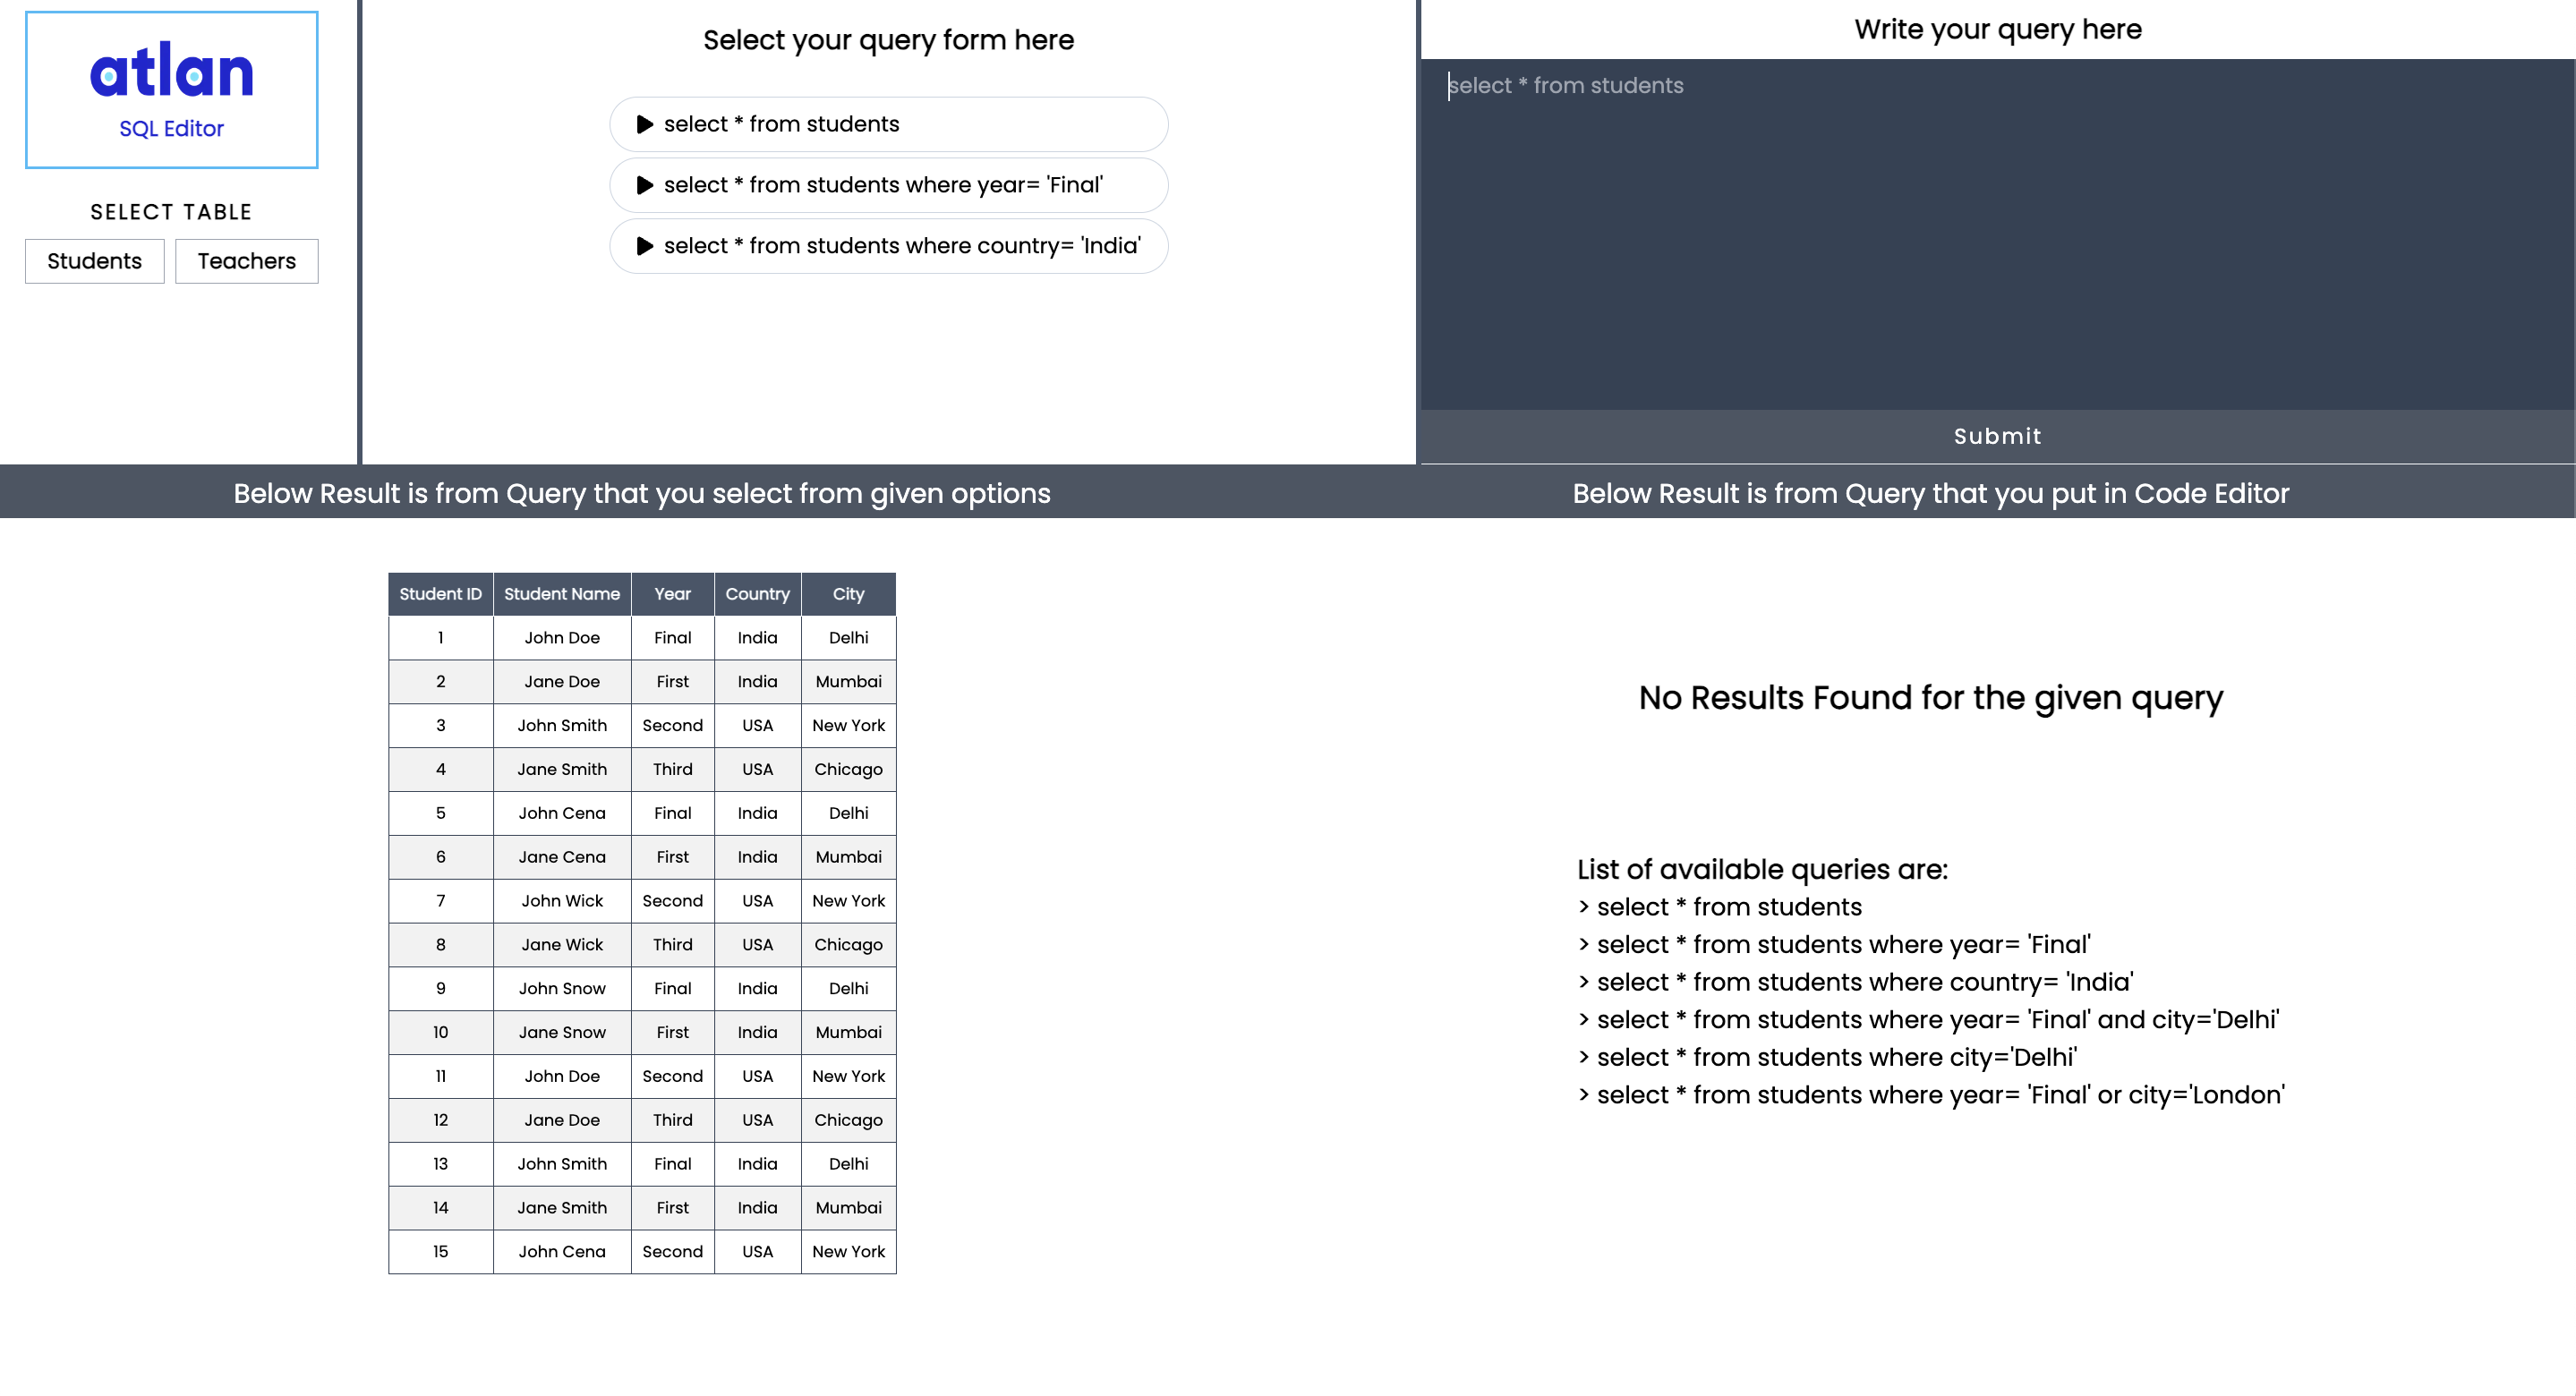 atlan
SQL Editor
SELECT TABLE
Students Teachers
Select your query form here
select * from students
select * from students where year= 'Final'
select * from students where country= 'India'
Write your query here
select * from students
Submit
Below Result is from Query that you select from given options
Student ID Student Name Year Country City
1 John Doe Final India Delhi
2 Jane Doe First India Mumbai
3 John Smith Second USA New York
4 Jane Smith Third USA Chicago
5 John Cena Final India Delhi
6 Jane Cena First India Mumbai
7 John Wick Second USA New York
8 Jane Wick Third USA Chicago
9 John Snow Final India Delhi
10 Jane Snow First India Mumbai
11 John Doe Second USA New York
12 Jane Doe Third USA Chicago
13 John Smith Final India Delhi
14 Jane Smith First India Mumbai
15 John Cena Second USA New York
Below Result is from Query that you put in Code Editor
No Results Found for the given query
List of available queries are:
> select * from students
> select * from students where year= 'Final'
> select * from students where country= 'India'
> select * from students where year= 'Final' and city='Delhi'
> select * from students where city='Delhi'
> select * from students where year= 'Final' or city='London'